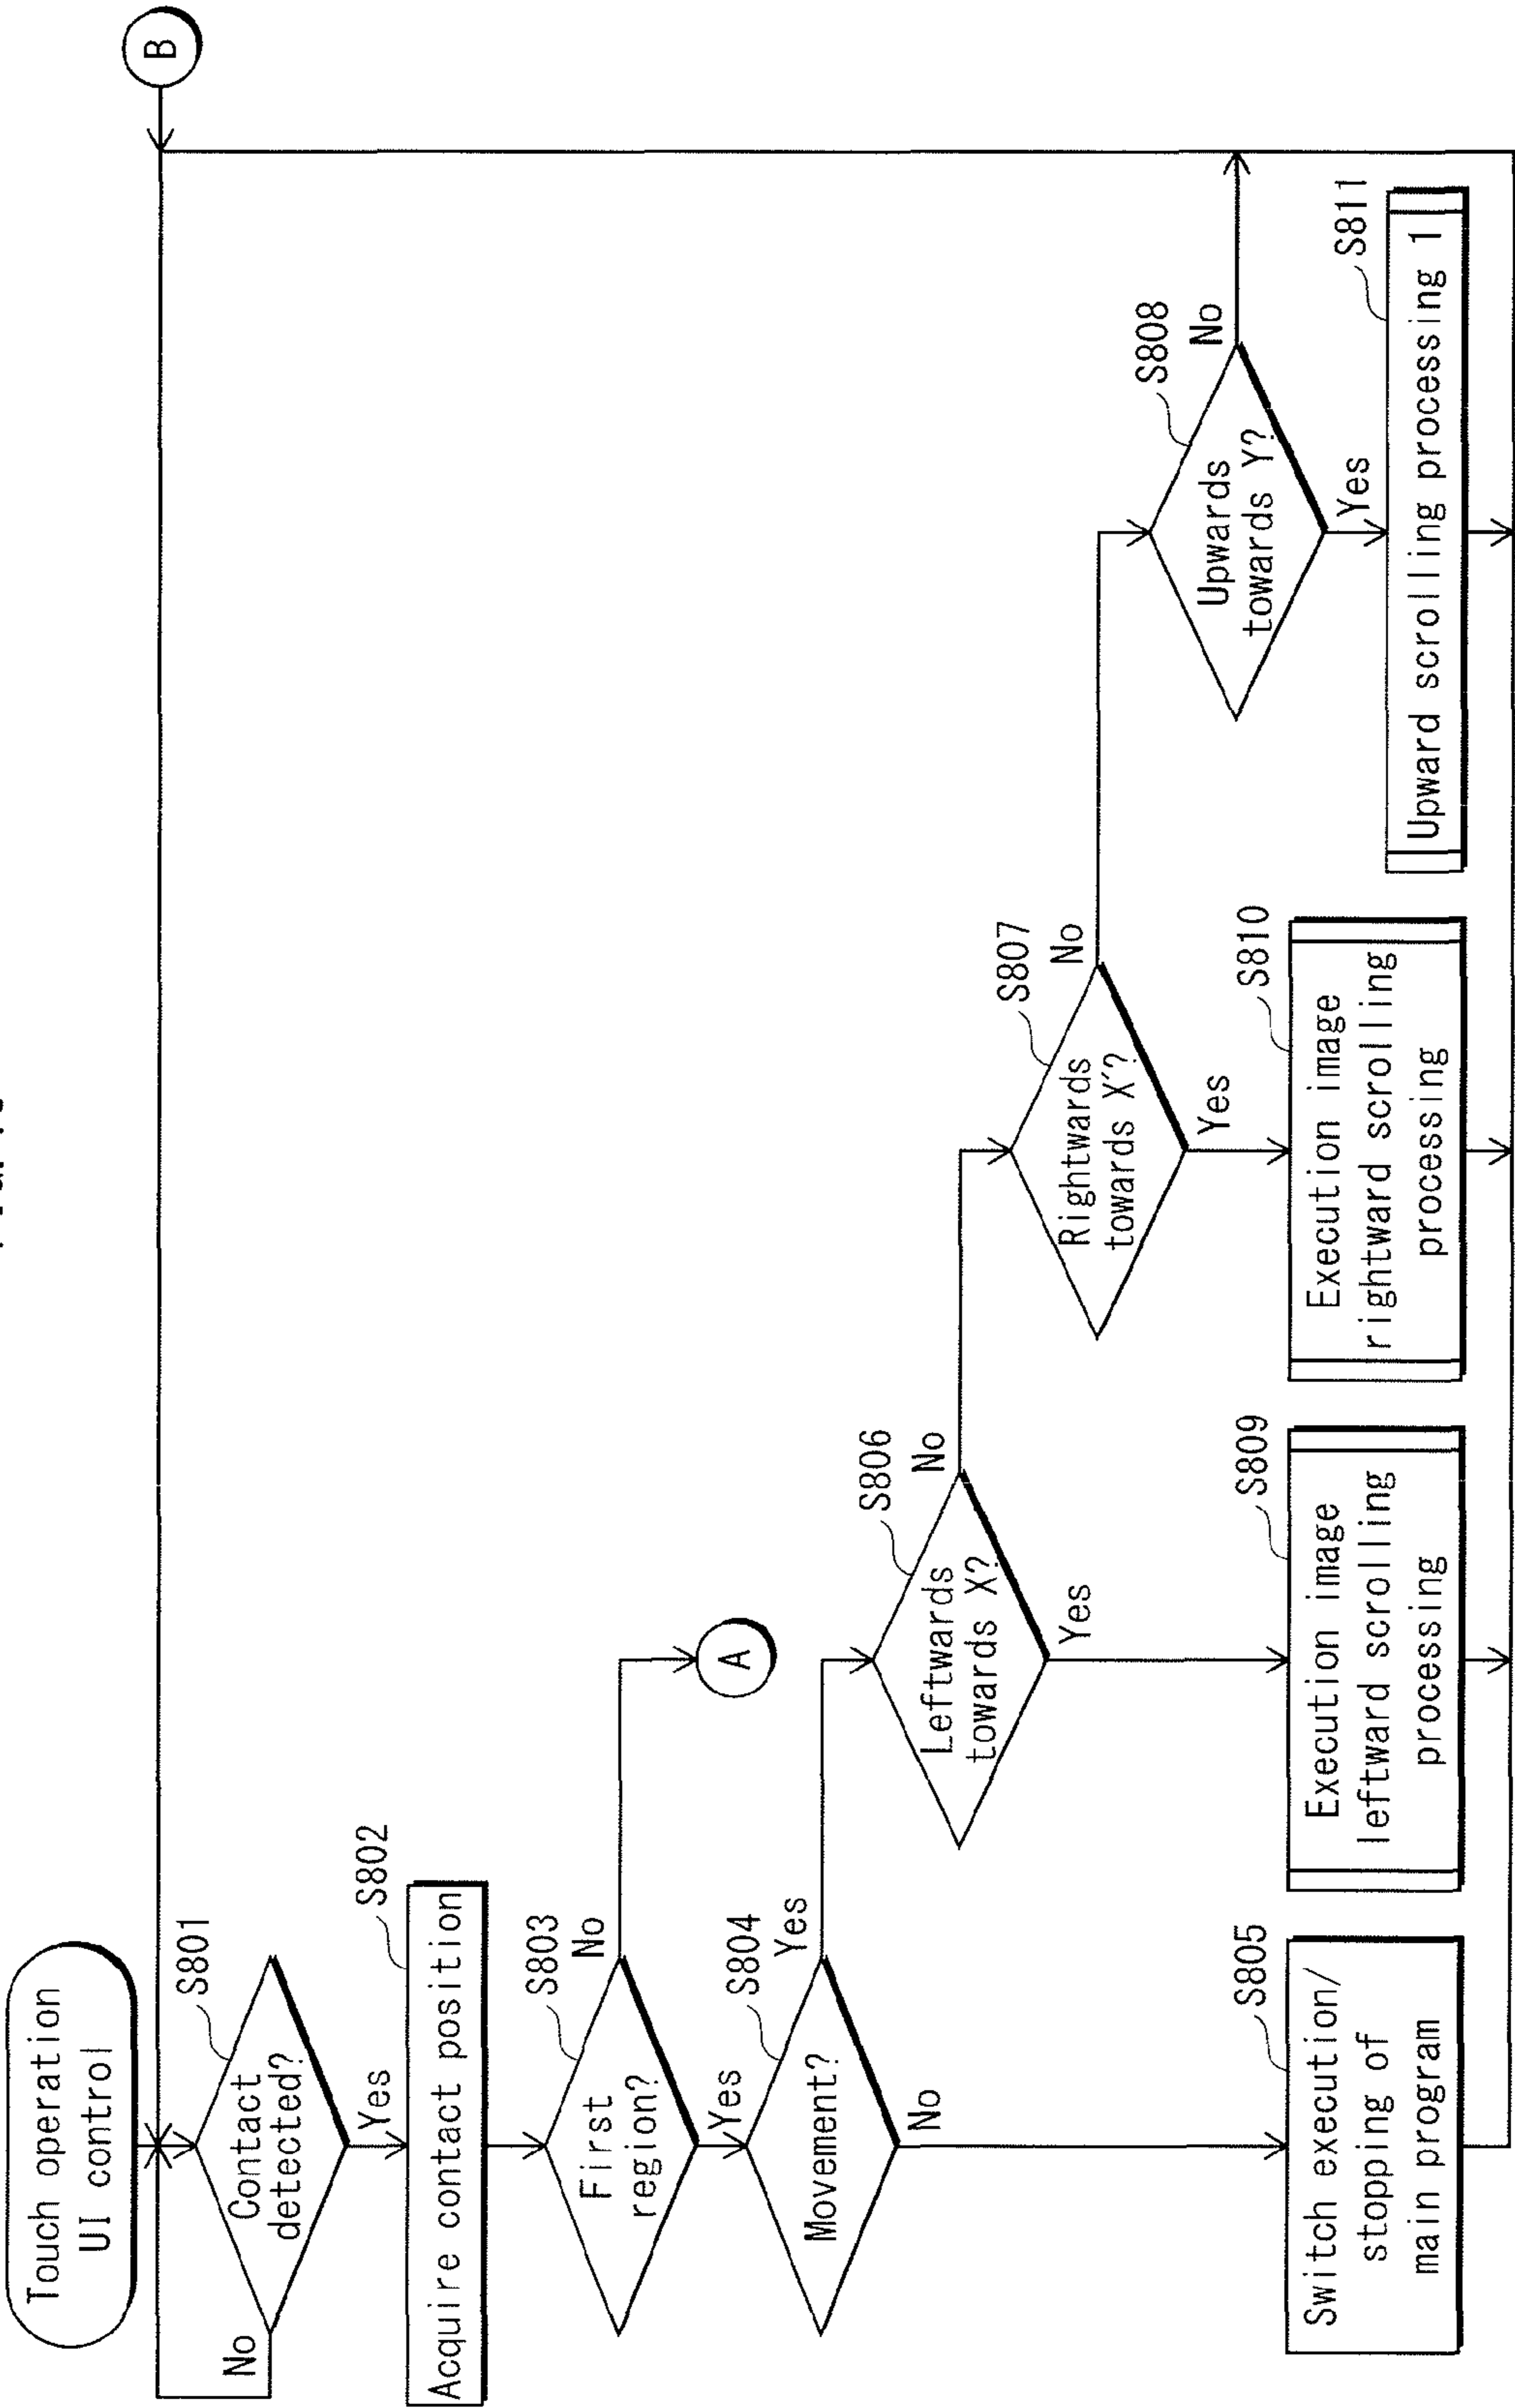 Touch operation
UI control
B
S801
Contact
detected?
No
Yes
S802
Acquire contact position
S803
First
region?
No
Yes
A
S804
Movement?
Yes
No
S806
Leftwards
towards X?
No
Yes
S807
Rightwards
towards X'?
No
Yes
S808
Upwards
towards Y?
No
Yes
S805
Switch execution/
stopping of
main program
S809
Execution image
leftward scrolling
processing
S810
Execution image
rightward scrolling
processing
S811
Upward scrolling processing 1